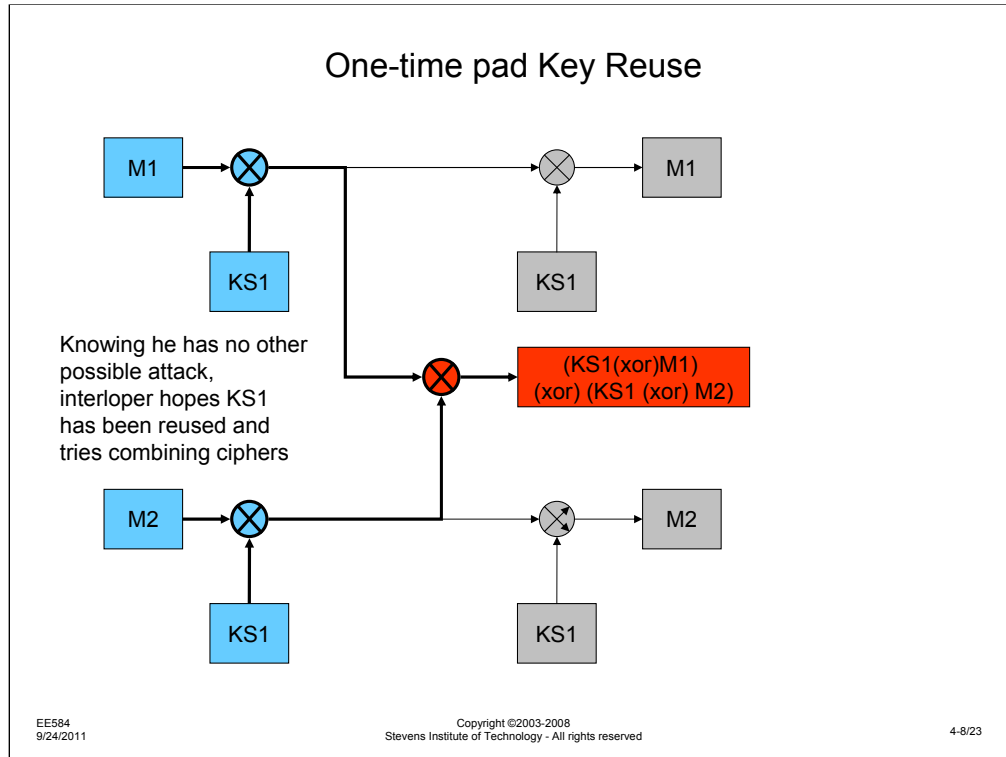 One-time pad Key Reuse
M1
M1
KS1
KS1
Knowing he has no other
possible attack,
interloper hopes KS1
has been reused and
tries combining ciphers
(KS1(xor)M1)
(xor) (KS1 (xor) M2)
M2
M2
KS1
KS1
EE584
9/24/2011
Copyright ©2003-2008
Stevens Institute of Technology - All rights reserved
4-8/23